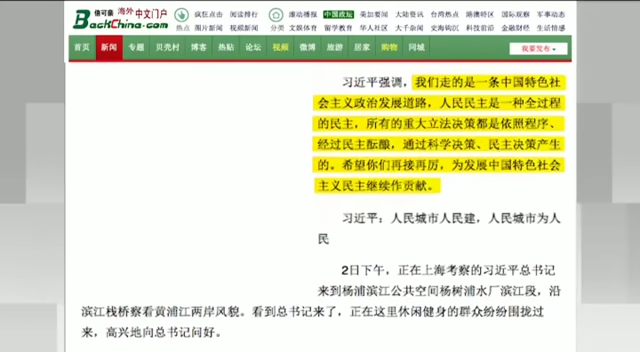 倍可亲 海外中文门户
BackChina.com
热点 疯狂点击 阅读排行
图片新闻 视频新闻
分类 滚动播报 中国政坛 美加要闻 大陆资讯 台湾热点 港澳特区 国际观察 军事动态
文娱体育 留学教育 华人社区 大千杂闻 史海钩沉 科技前沿 金融财经 生活情感
首页 新闻 专题 贝壳村 博客 热贴 论坛 视频 微博 旅游 居家 购物 同城
我要发布
习近平强调，我们走的是一条中国特色社
会主义政治发展道路，人民民主是一种全过程
的民主，所有的重大立法决策都是依照程序、
经过民主酝酿，通过科学决策、民主决策产生
的。希望你们再接再厉，为发展中国特色社会
主义民主继续作贡献。
习近平：人民城市人民建，人民城市为人
民
2日下午，正在上海考察的习近平总书记
来到杨浦滨江公共空间杨树浦水厂滨江段，沿
滨江栈桥察看黄浦江两岸风貌。看到总书记来了，正在这里休闲健身的群众纷纷围拢过
来，高兴地向总书记问好。